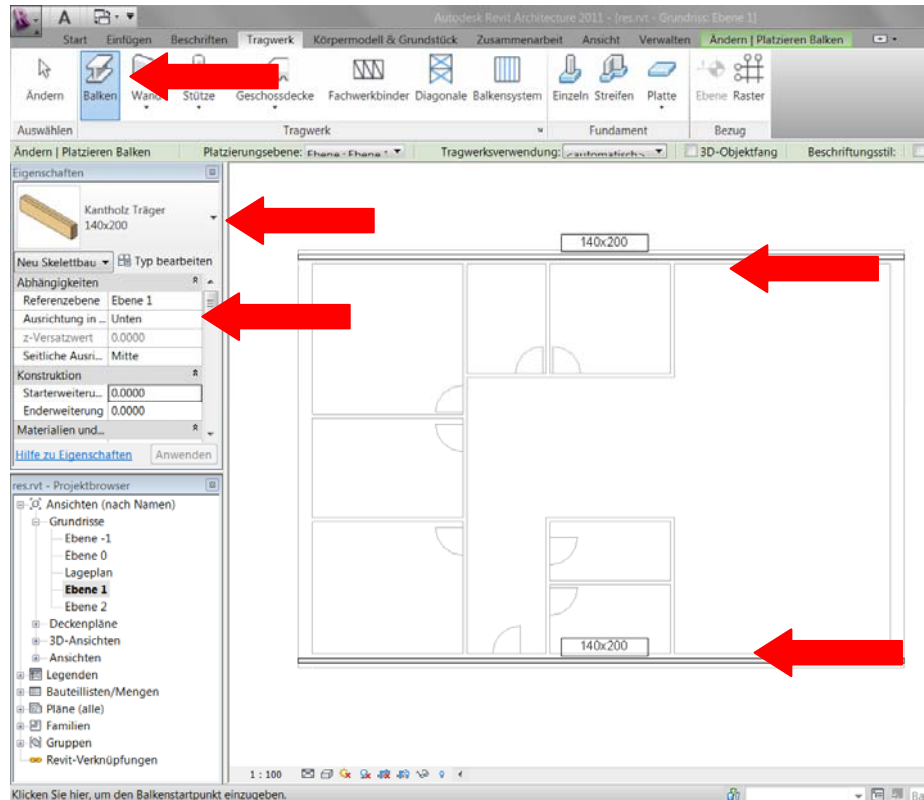 Autodesk Revit Architecture 2011 - [res.rvt - Grundriss: Ebene 1]
Start Einfügen Beschriften Tragwerk Körpermodell & Grundstück Zusammenarbeit Ansicht Verwalten Ändern | Platzieren Balken
Ändern Balken Wand Stütze Geschossdecke Fachwerkbinder Diagonale Balkensystem Einzeln Streifen Platte Ebene Raster
Auswählen Tragwerk Fundament Bezug
Ändern | Platzieren Balken Platzierungsebene: Ebene : Ebene 1 Tragwerksverwendung: <automatisch> 3D-Objektfang Beschriftungsstil:
Eigenschaften
Kantholz Träger
140x200
Neu Skelettbau Typ bearbeiten
Abhängigkeiten
Referenzebene Ebene 1
Ausrichtung in ... Unten
z-Versatzwert 0.0000
Seitliche Ausri... Mitte
Konstruktion
Starterweiteru... 0.0000
Enderweiterung 0.0000
Materialien und...
Hilfe zu Eigenschaften Anwenden
res.rvt - Projektbrowser
Ansichten (nach Namen)
Grundrisse
Ebene -1
Ebene 0
Lageplan
Ebene 1
Ebene 2
Deckenpläne
3D-Ansichten
Ansichten
Legenden
Bauteillisten/Mengen
Pläne (alle)
Familien
Gruppen
Revit-Verknüpfungen
140x200
140x200
1 : 100
Klicken Sie hier, um den Balkenstartpunkt einzugeben.